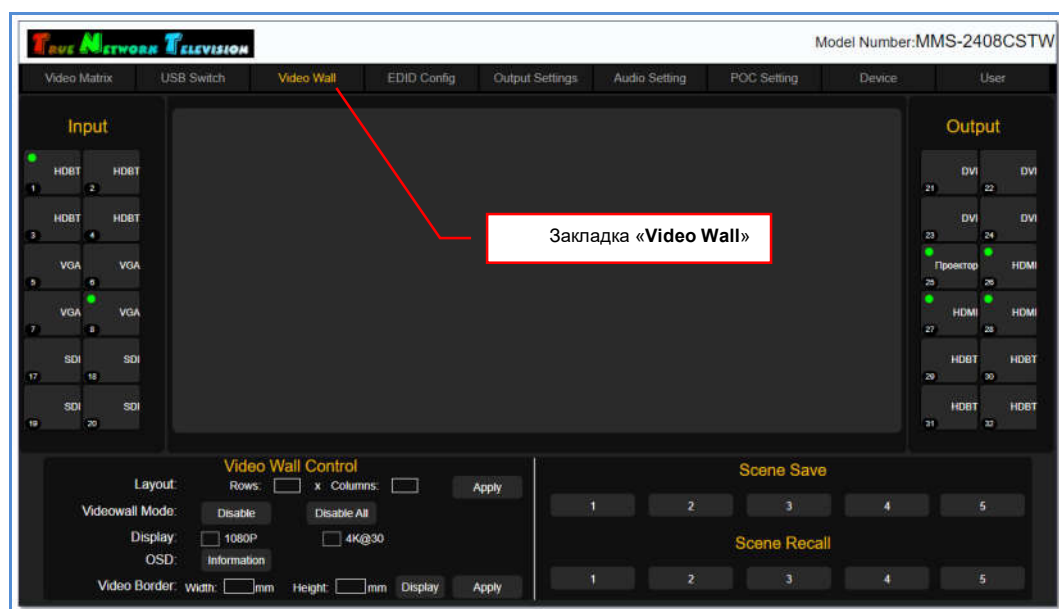 TRUE NETWORK TELEVISION
Model Number:MMS-2408CSTW
Video Matrix USB Switch Video Wall EDID Config Output Settings Audio Setting POC Setting Device User
Input
HDBT HDBT
1 2
HDBT HDBT
3 4
VGA VGA
5 6
VGA VGA
7 8
SDI SDI
17 18
SDI SDI
19 20
Закладка «Video Wall»
Output
DVI DVI
21 22
DVI DVI
23 24
Проектор HDMI
25 26
HDMI HDMI
27 28
HDBT HDBT
29 30
HDBT HDBT
31 32
Video Wall Control
Layout: Rows: x Columns: Apply
Videowall Mode: Disable Disable All
Display: 1080P 4K@30
OSD: Information
Video Border: Width: mm Height: mm Display Apply
Scene Save
1 2 3 4 5
Scene Recall
1 2 3 4 5